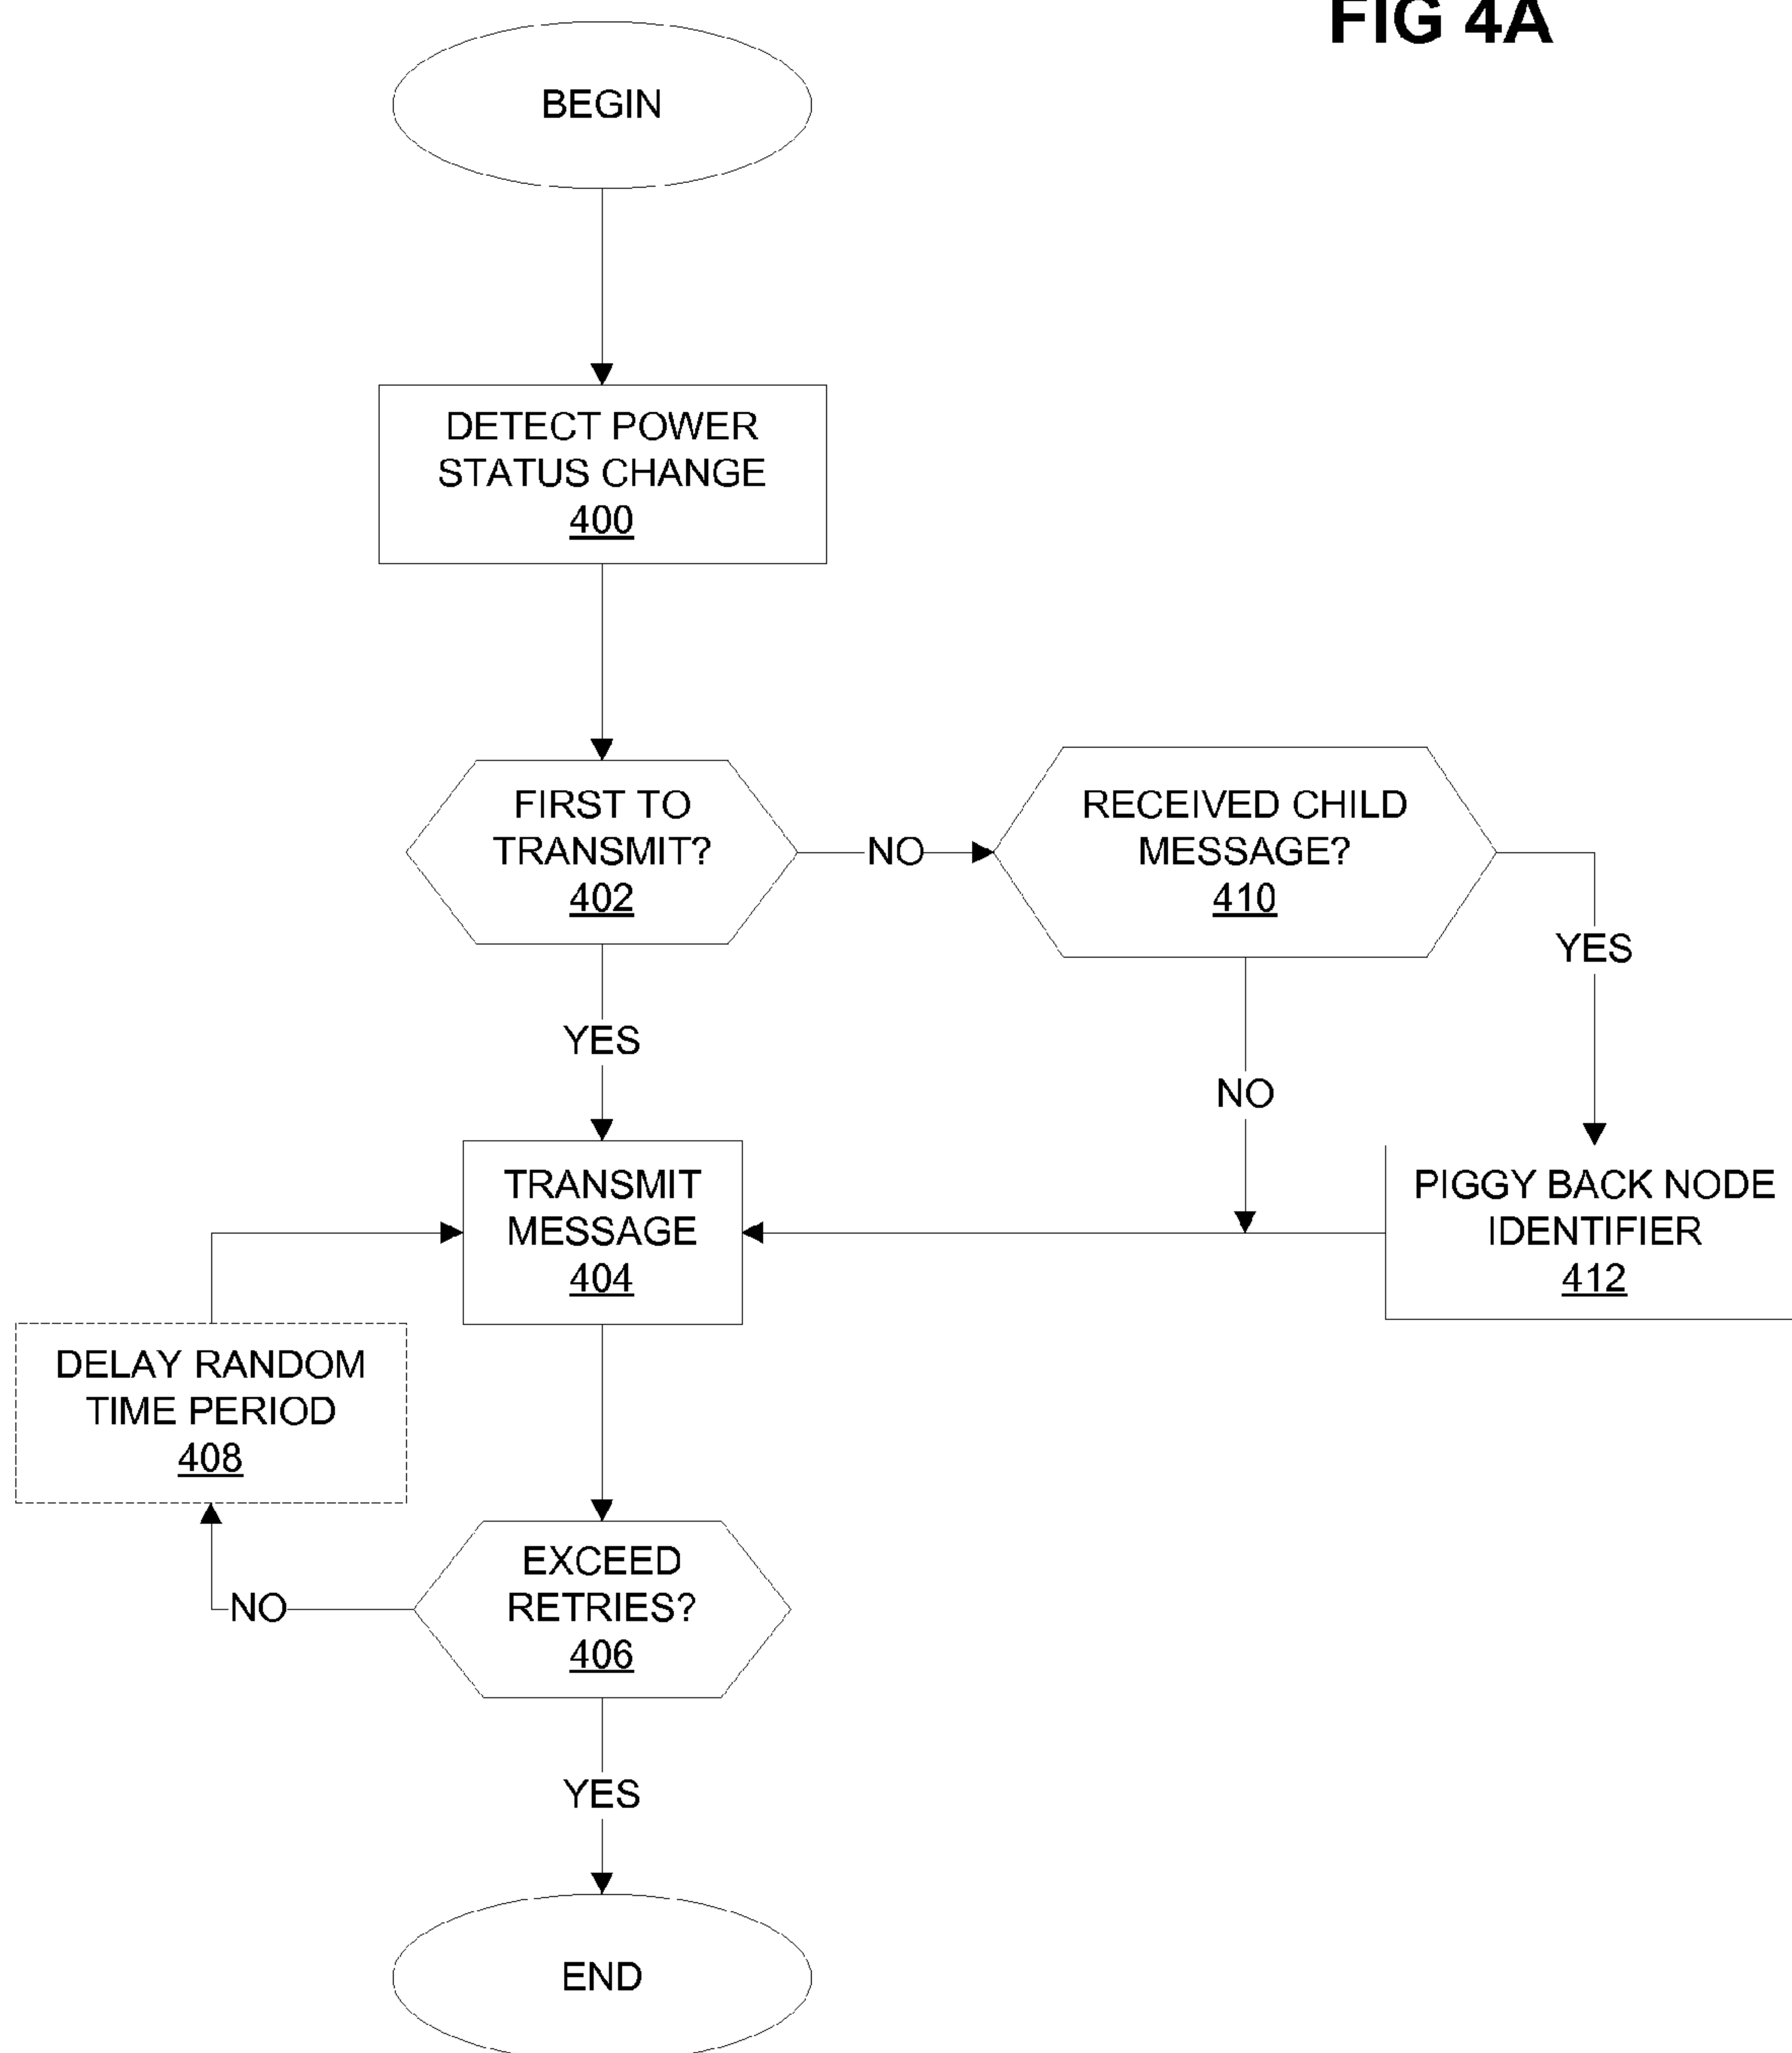 FIG 4A
BEGIN
DETECT POWER
STATUS CHANGE
400
FIRST TO
TRANSMIT?
402
NO
RECEIVED CHILD
MESSAGE?
410
YES
YES
NO
TRANSMIT
MESSAGE
404
PIGGY BACK NODE
IDENTIFIER
412
DELAY RANDOM
TIME PERIOD
408
EXCEED
RETRIES?
406
NO
YES
END